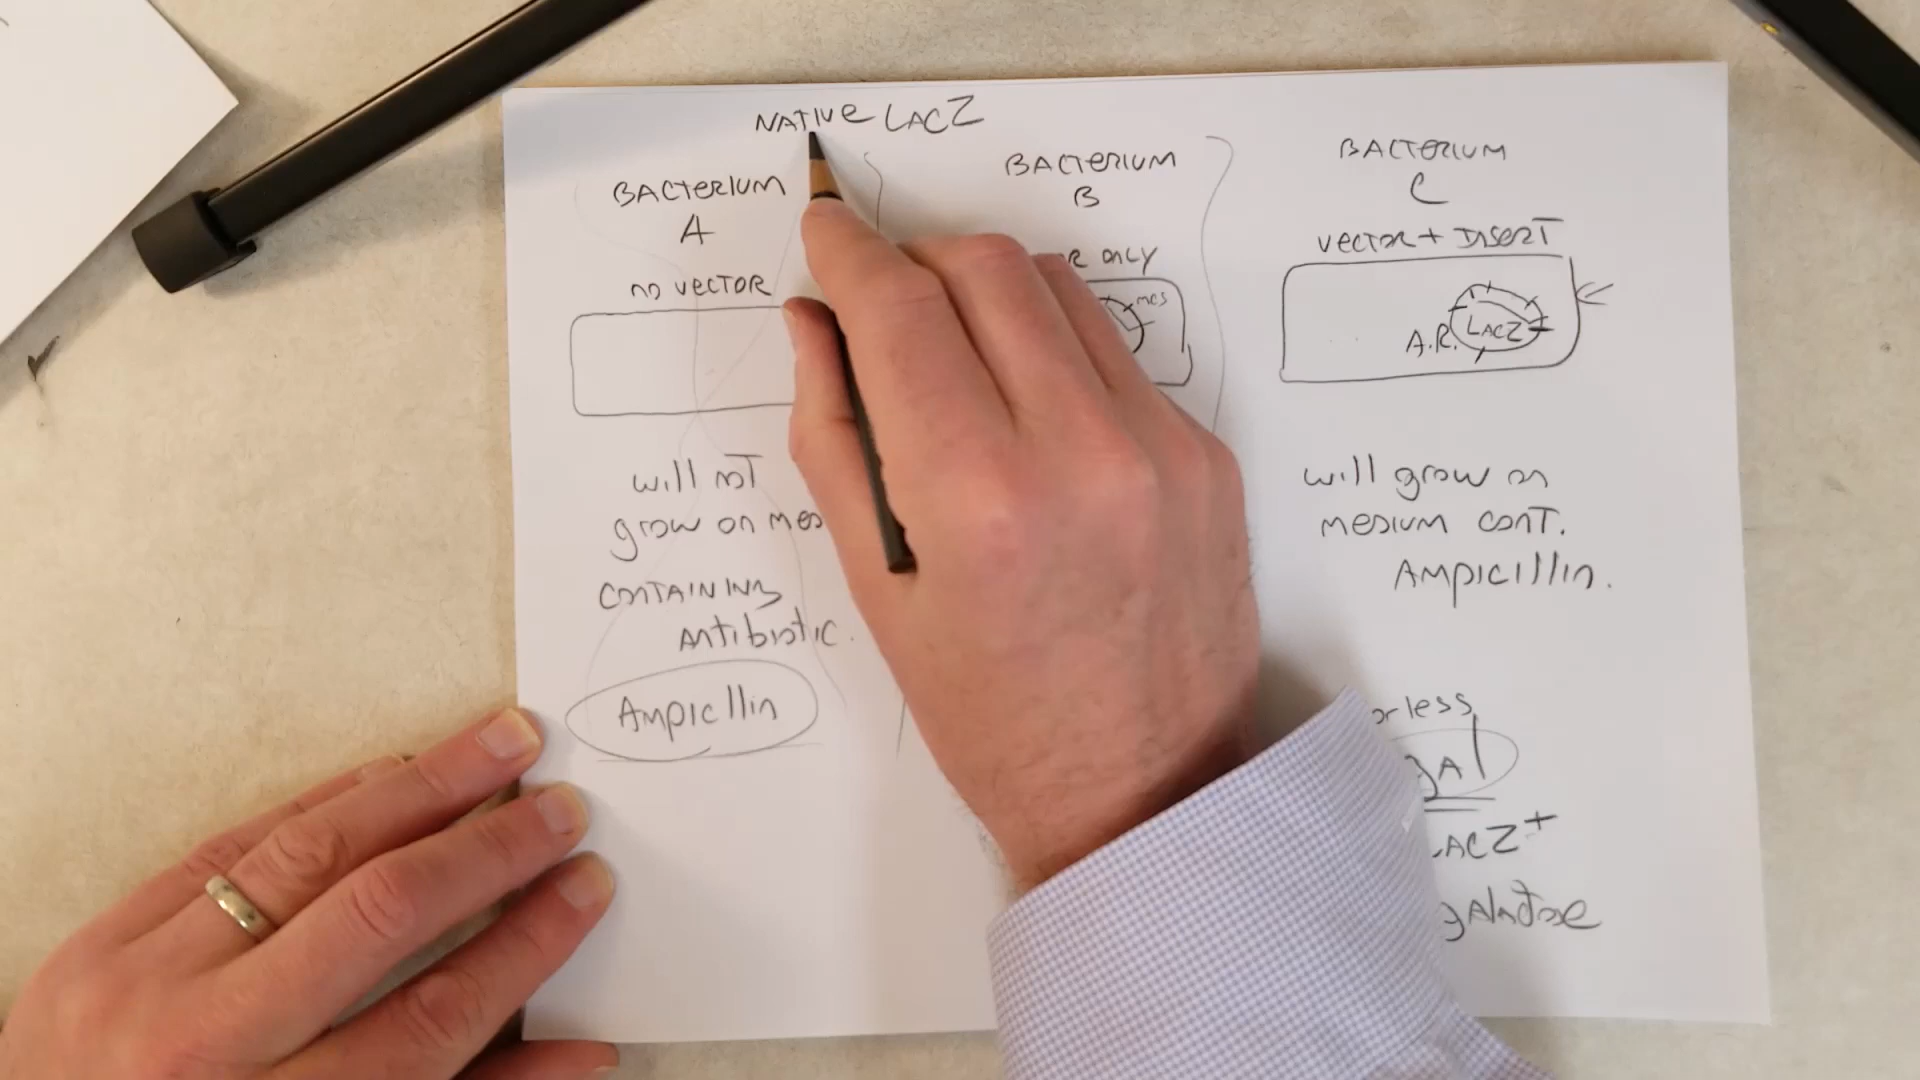 NATIVE LACZ
BACTERIUM
A
NO VECTOR
will NOT
grow on
CONTAINING
ANTIBIOTIC.
Ampicllin
BACTERIUM
B
ONLY
MCS
BACTERIUM
C
VECTOR + INSERT
A.R. LACZ
will grow on
MEDIUM CONT.
AMPICIllin.
LACZ+
galactose